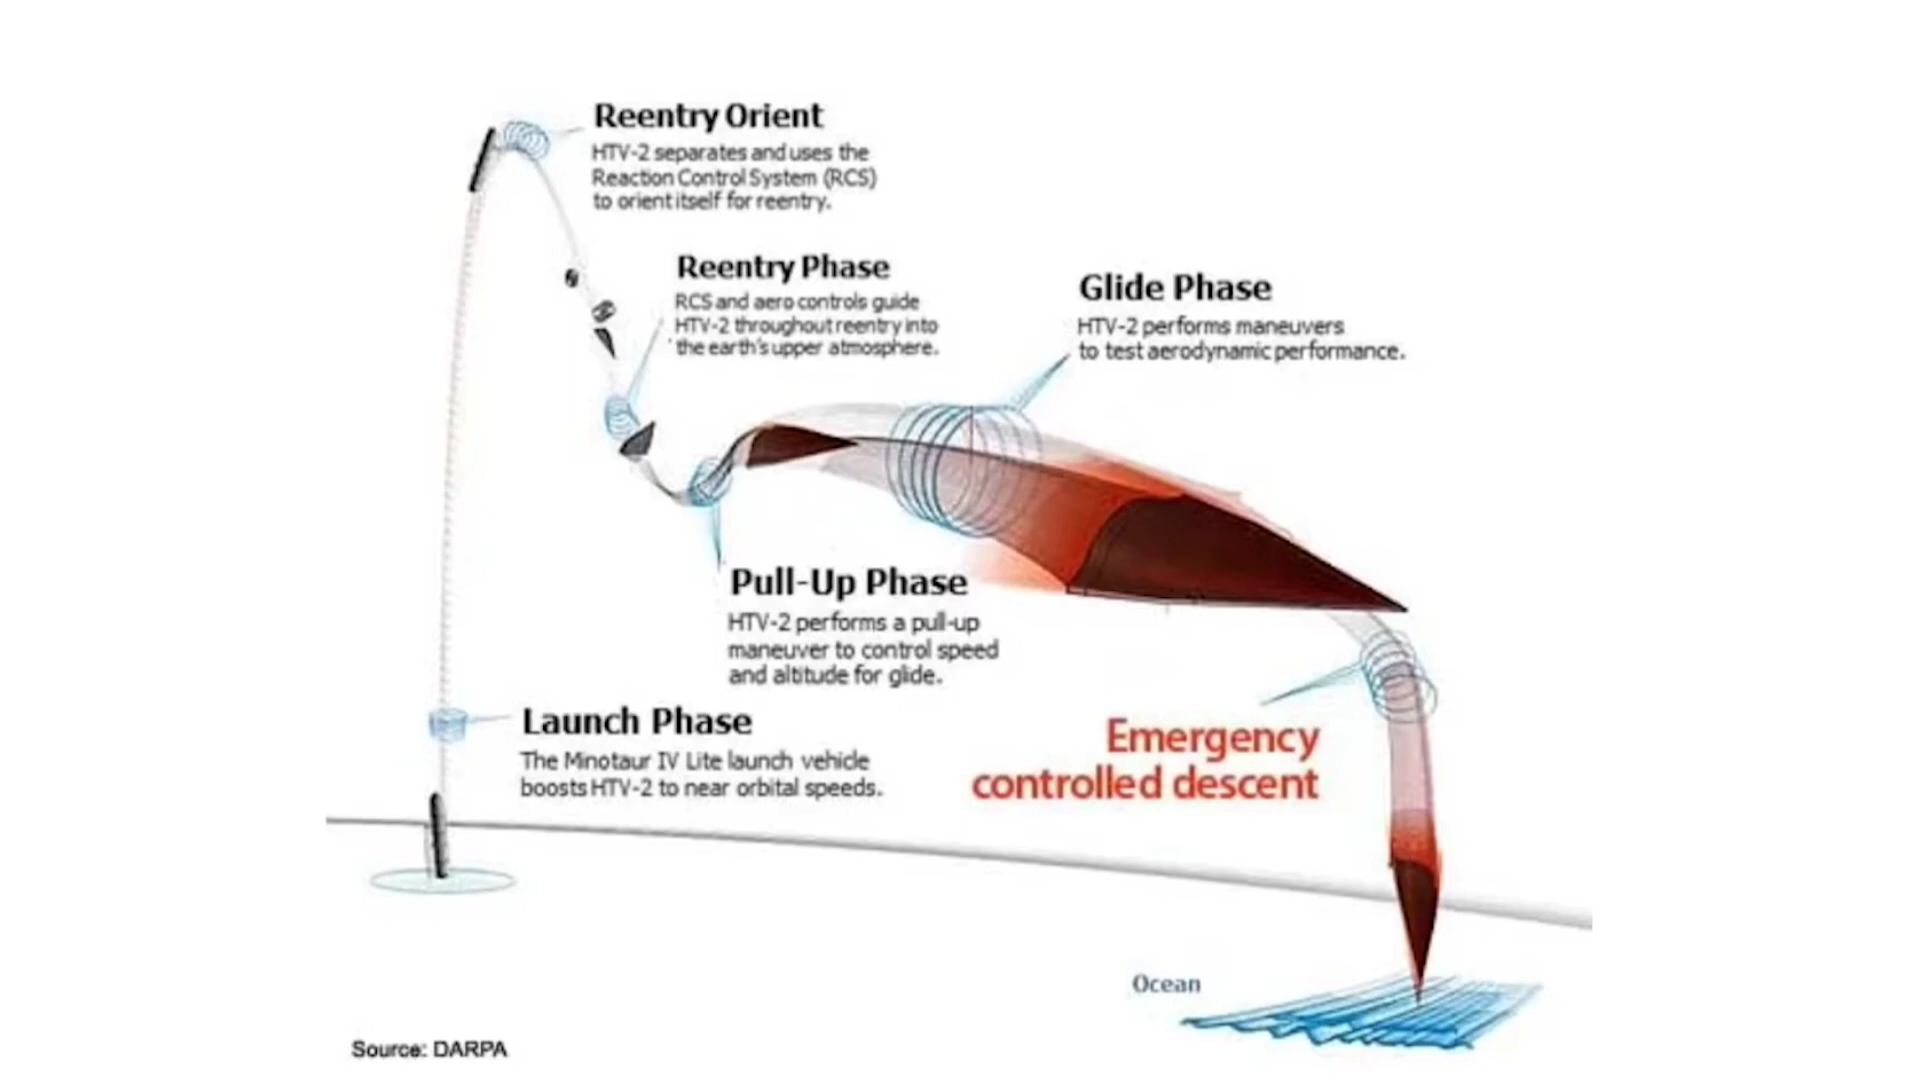 Reentry Orient
HTV-2 separates and uses the
Reaction Control System (RCS)
to orient itself for reentry.
Reentry Phase
RCS and aero controls guide
HTV-2 throughout reentry into
the earth's upper atmosphere.
Glide Phase
HTV-2 performs maneuvers
to test aerodynamic performance.
Pull-Up Phase
HTV-2 performs a pull-up
maneuver to control speed
and altitude for glide.
Launch Phase
The Minotaur IV Lite launch vehicle
boosts HTV-2 to near orbital speeds.
Emergency
controlled descent
Ocean
Source: DARPA